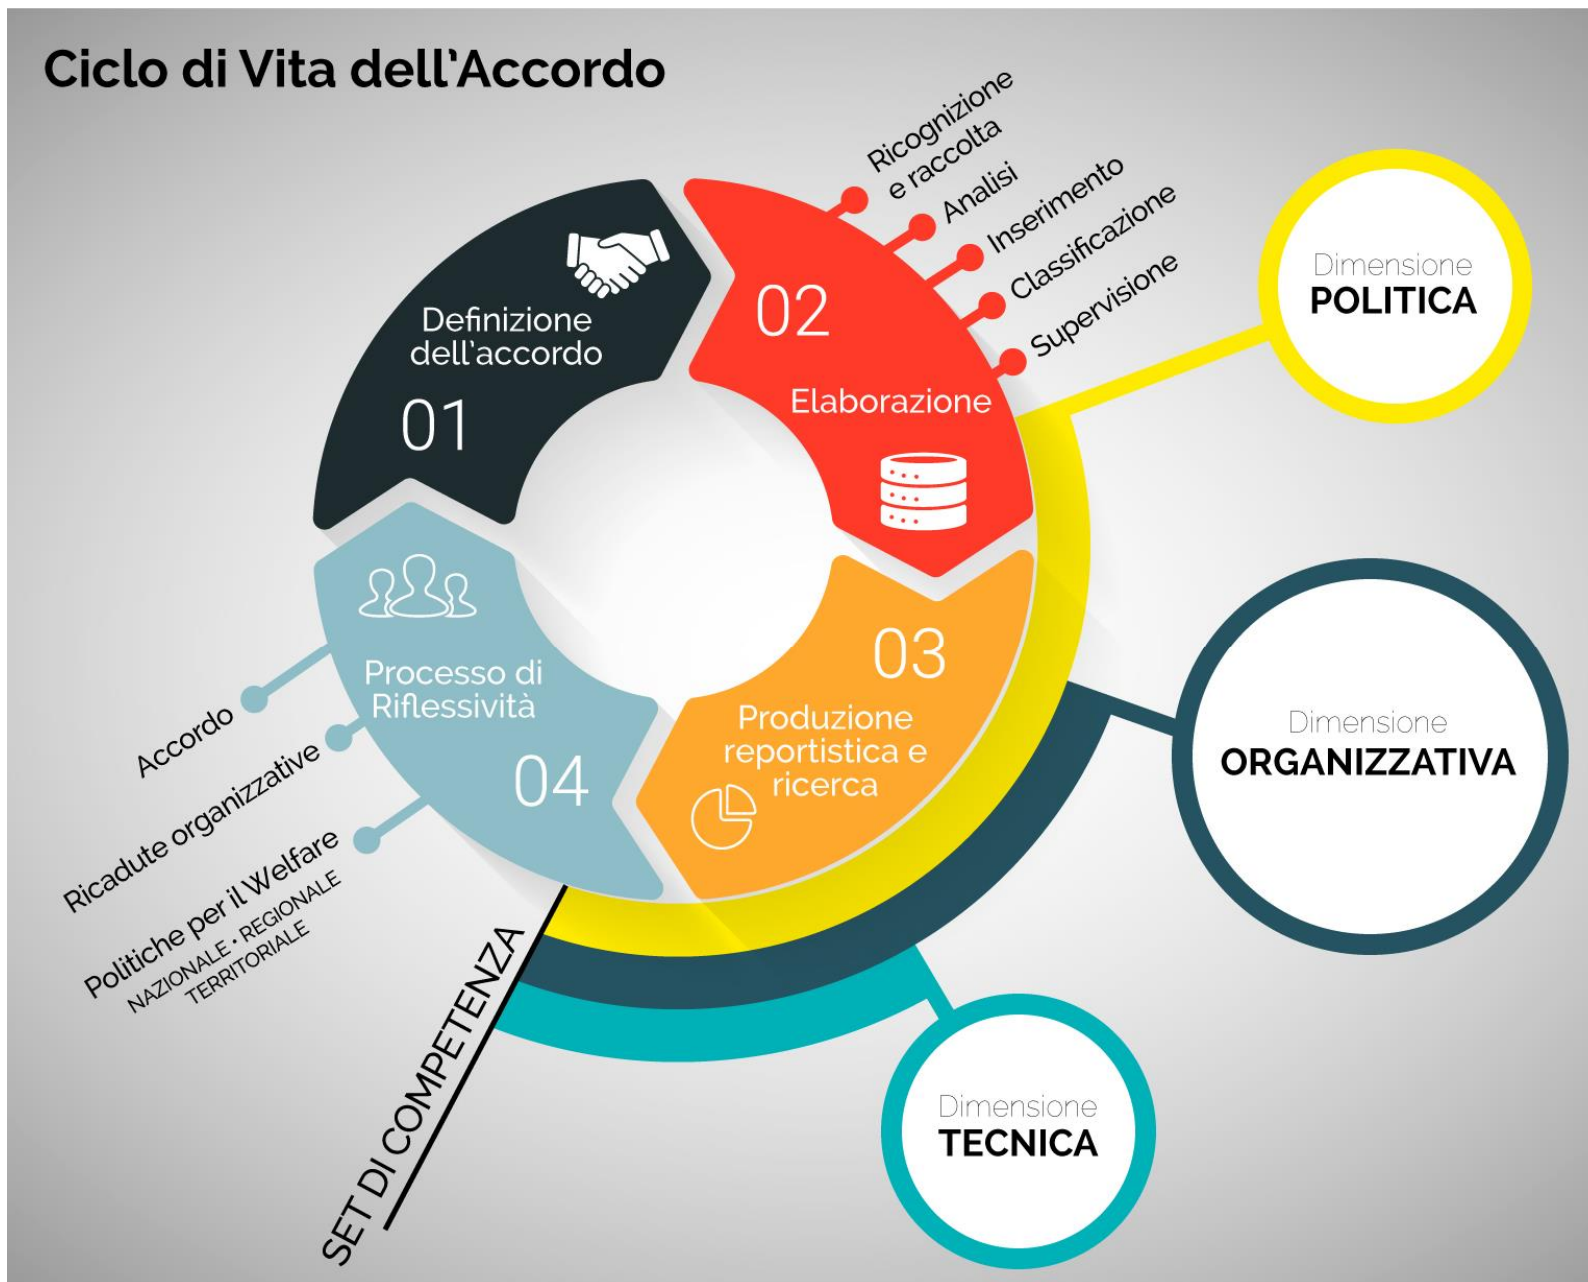 Ciclo di Vita dell'Accordo
Definizione
dell'accordo
01
02
Elaborazione
Ricognizione
e raccolta
Analisi
Inserimento
Classificazione
Supervisione
03
Produzione
reportistica e
ricerca
Processo di
Riflessività
04
Accordo
Ricadute organizzative
Politiche per il Welfare
NAZIONALE • REGIONALE
TERRITORIALE
SET DI COMPETENZA
Dimensione
POLITICA
Dimensione
ORGANIZZATIVA
Dimensione
TECNICA